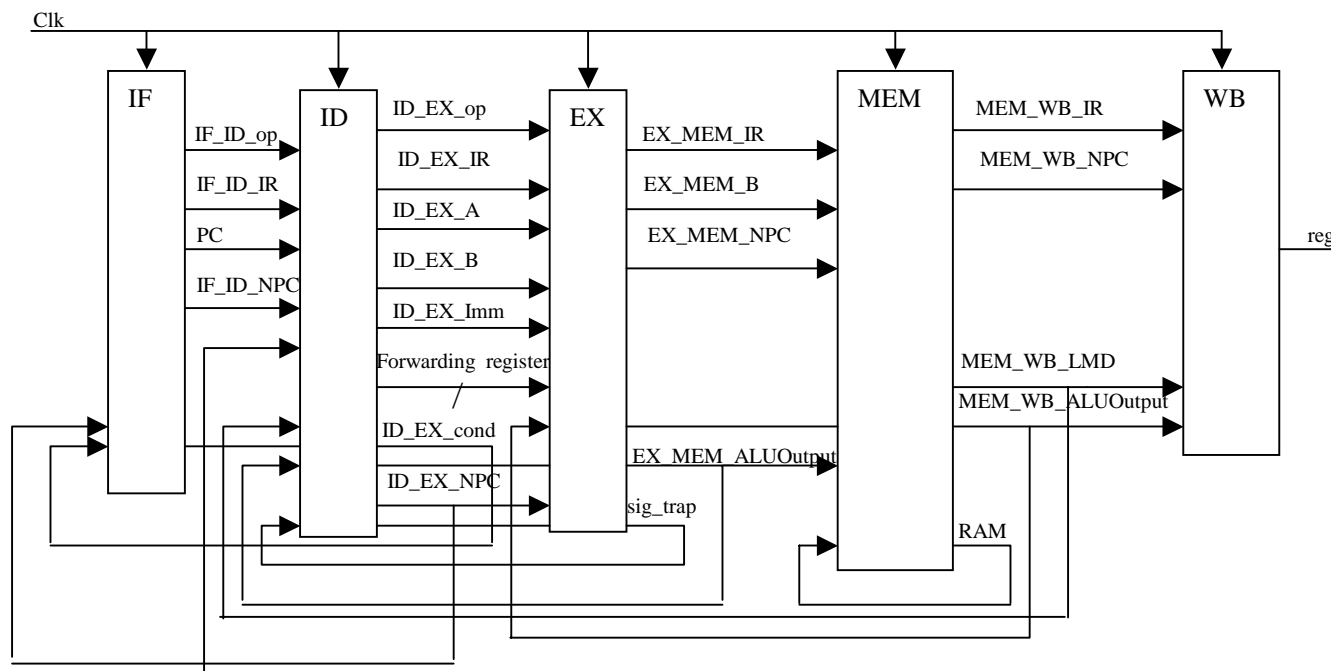 Clk
IF
ID
EX
MEM
WB
IF_ID_op
IF_ID_IR
PC
IF_ID_NPC
ID_EX_op
ID_EX_IR
ID_EX_A
ID_EX_B
ID_EX_Imm
Forwarding register
ID_EX_cond
ID_EX_NPC
EX_MEM_IR
EX_MEM_B
EX_MEM_NPC
EX_MEM_ALUOutput
sig_trap
MEM_WB_IR
MEM_WB_NPC
MEM_WB_LMD
MEM_WB_ALUOutput
RAM
reg